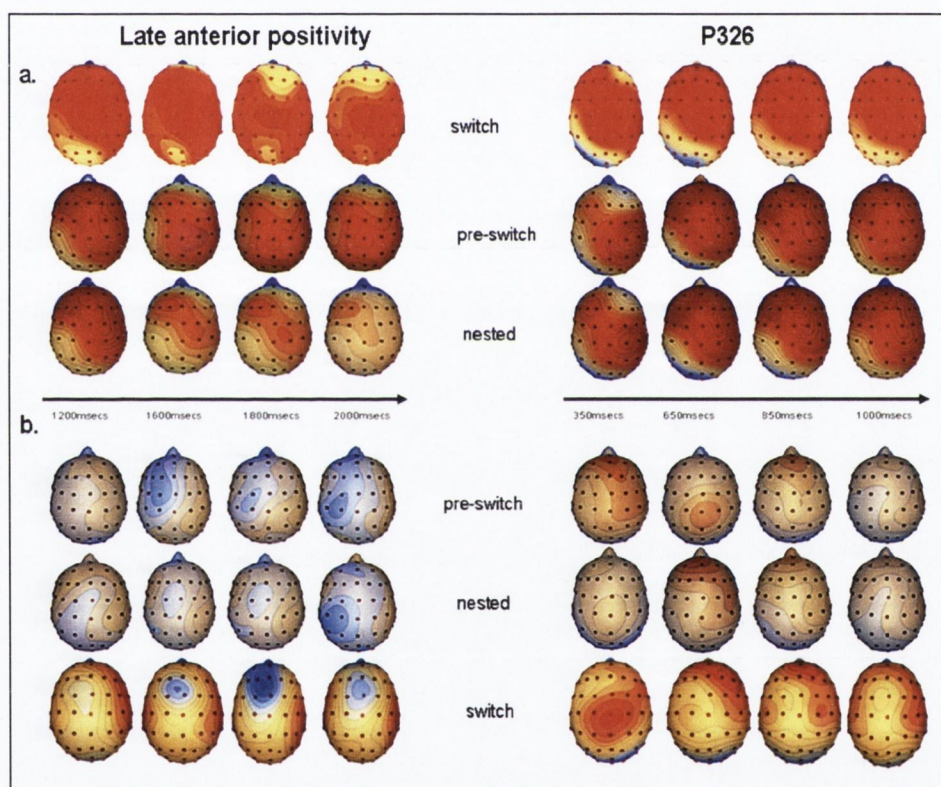 Late anterior positivity
P326
a.
switch
pre-switch
nested
1200msecs 1600msecs 1800msecs 2000msecs
350msecs 650msecs 850msecs 1000msecs
b.
pre-switch
nested
switch